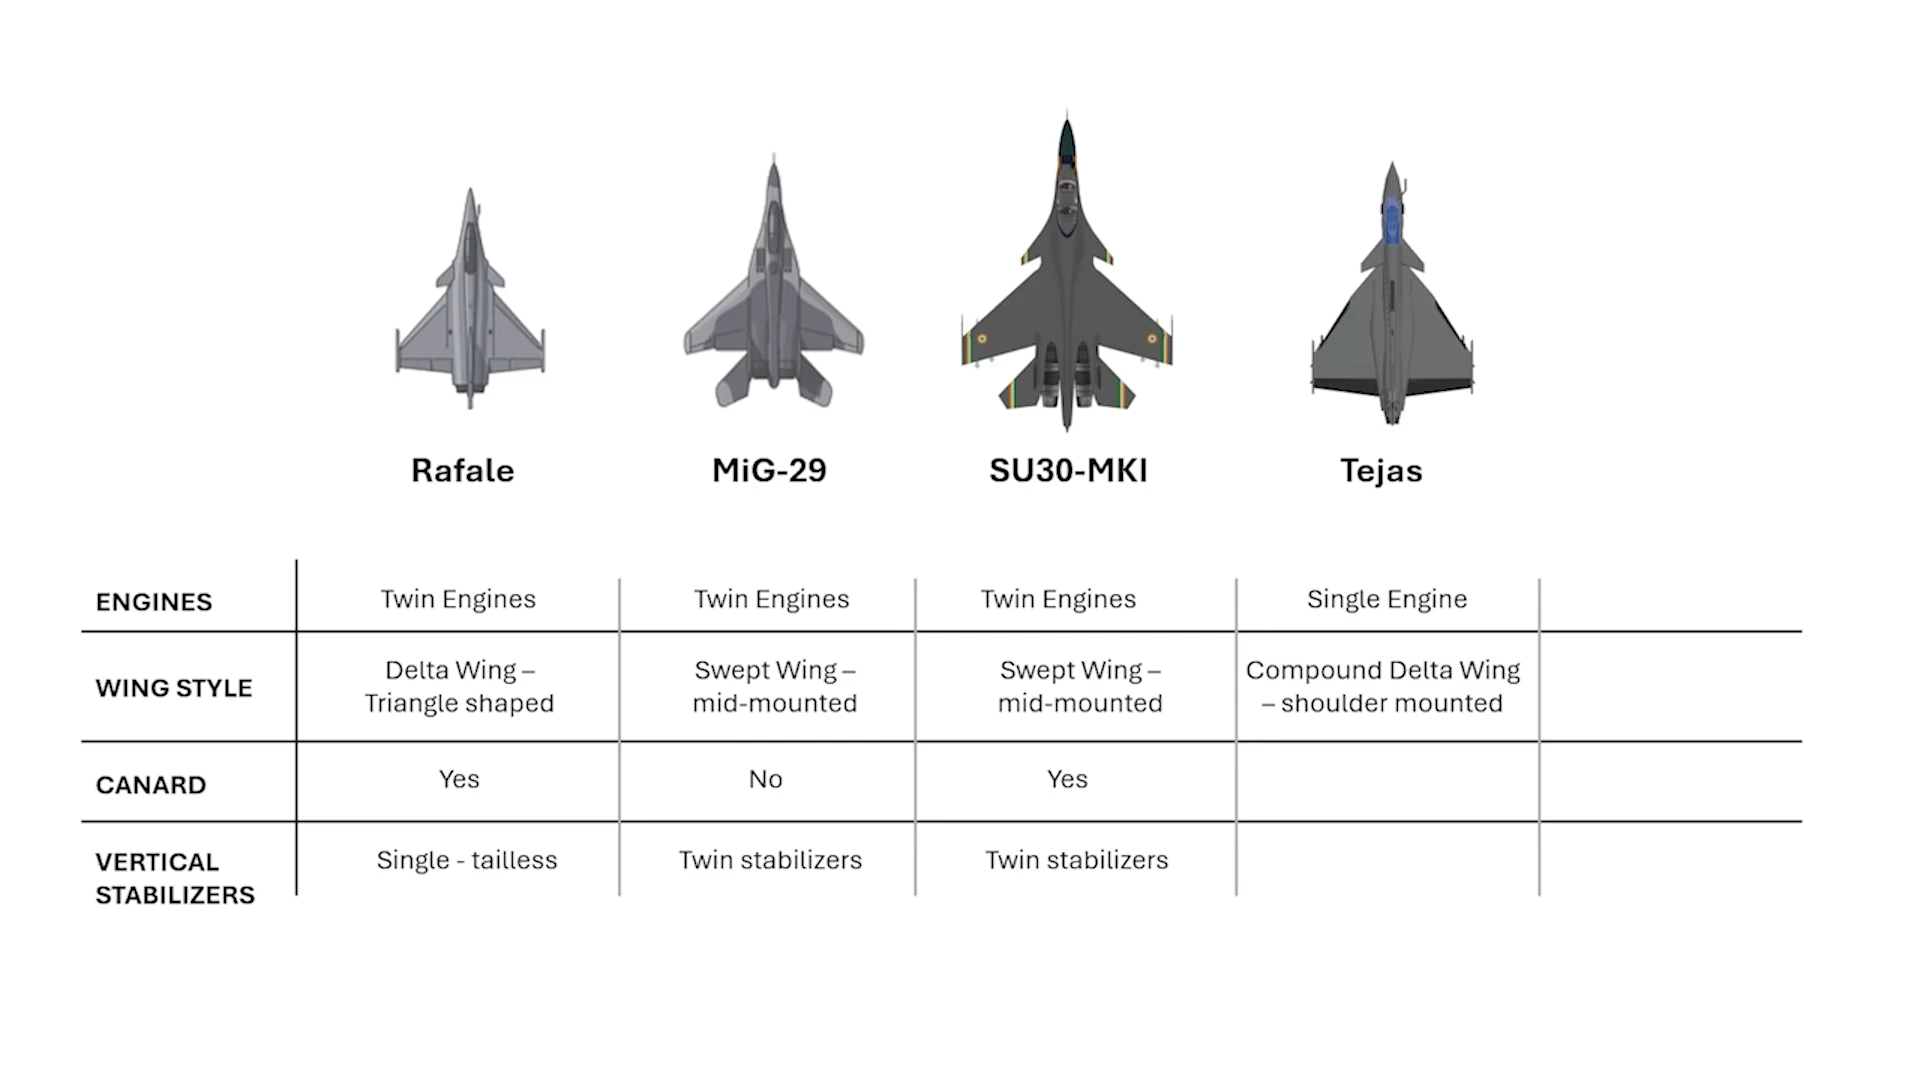 Rafale
MiG-29
SU30-MKI
Tejas
ENGINES
Twin Engines
Twin Engines
Twin Engines
Single Engine
WING STYLE
Delta Wing –
Triangle shaped
Swept Wing –
mid-mounted
Swept Wing –
mid-mounted
Compound Delta Wing
– shoulder mounted
CANARD
Yes
No
Yes
VERTICAL
STABILIZERS
Single - tailless
Twin stabilizers
Twin stabilizers